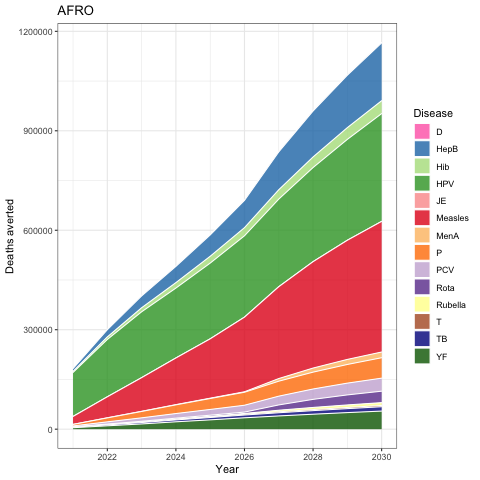 AFRO
1200000
900000
600000
300000
0
Deaths averted
2022
2024
2026
2028
2030
Year
Disease
D
HepB
Hib
HPV
JE
Measles
MenA
P
PCV
Rota
Rubella
T
TB
YF